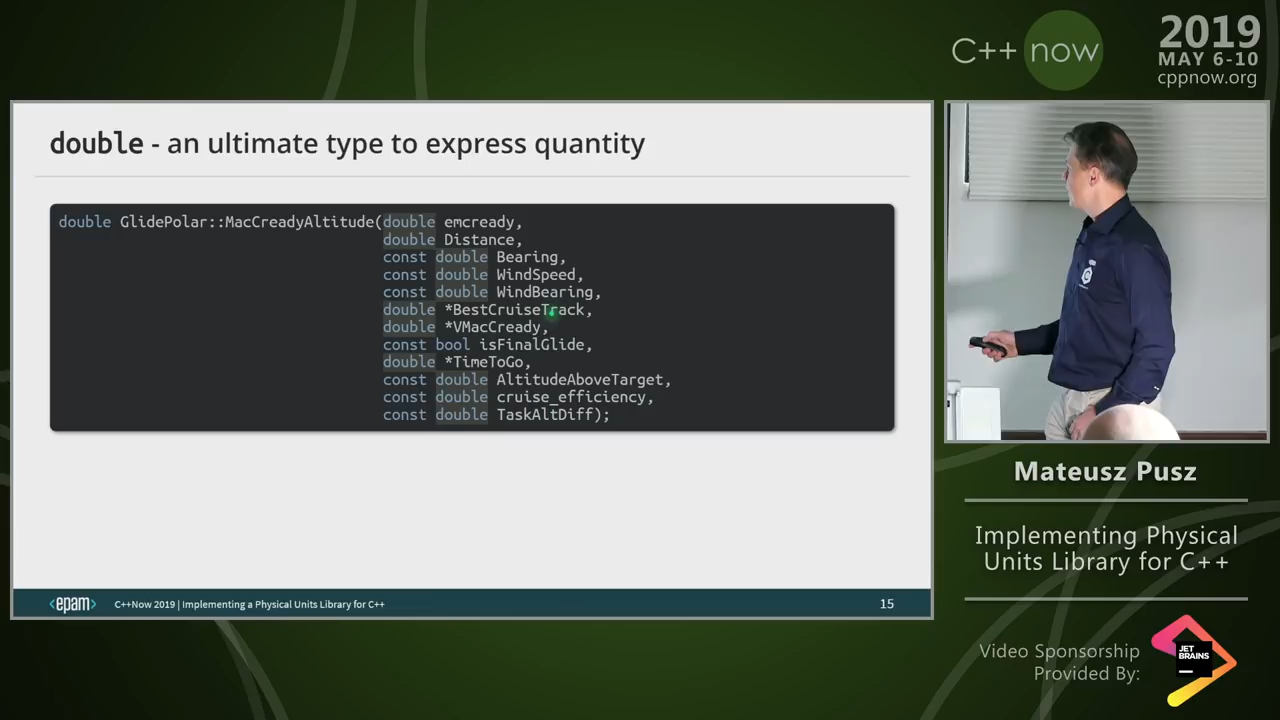 C++ now
2019
MAY 6-10
cppnow.org
double - an ultimate type to express quantity
double GlidePolar::MacCreadyAltitude(double emcready,
double Distance,
const double Bearing,
const double WindSpeed,
const double WindBearing,
double *BestCruiseTrack,
double *VMacCready,
const bool isFinalGlide,
double *TimeToGo,
const double AltitudeAboveTarget,
const double cruise_efficiency,
const double TaskAltDiff);
<epam>
C++Now 2019 | Implementing a Physical Units Library for C++
15
Mateusz Pusz
Implementing Physical
Units Library for C++
Video Sponsorship
Provided By:
JET
BRAINS